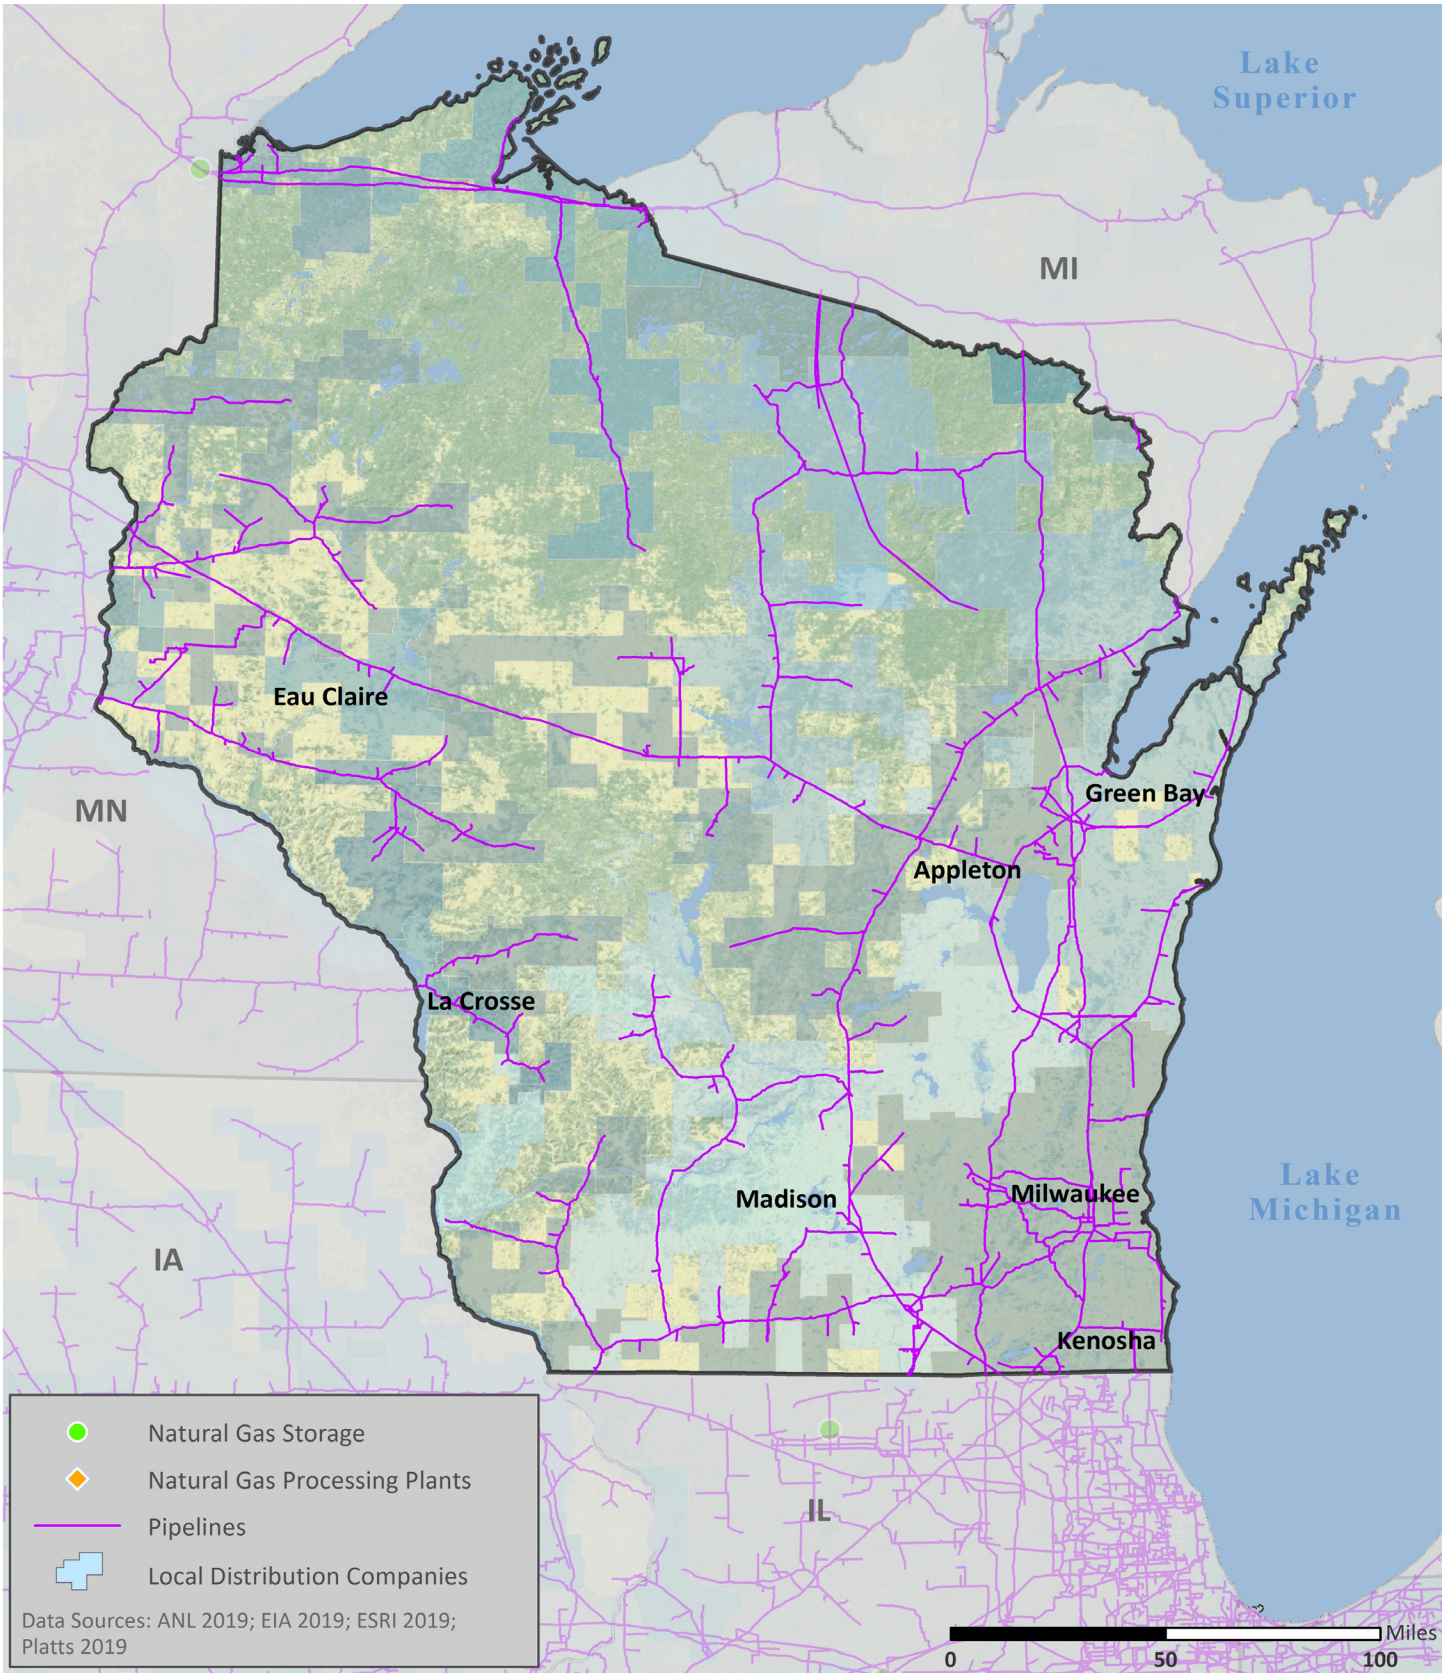 Lake
Superior
MI
Eau Claire
MN
Green Bay
Appleton
La Crosse
Madison
Milwaukee
Lake
Michigan
IA
Kenosha
Natural Gas Storage
Natural Gas Processing Plants
IL
Pipelines
Local Distribution Companies
Data Sources: ANL 2019; EIA 2019; ESRI 2019;
Platts 2019
Miles
0 50 100